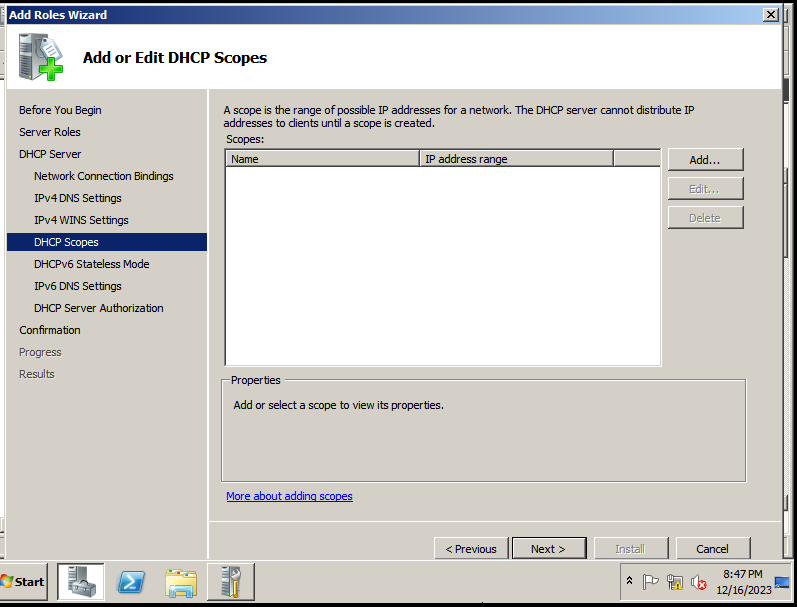 Add Roles Wizard
Add or Edit DHCP Scopes
Before You Begin
Server Roles
DHCP Server
Network Connection Bindings
IPv4 DNS Settings
IPv4 WINS Settings
DHCP Scopes
DHCPv6 Stateless Mode
IPv6 DNS Settings
DHCP Server Authorization
Confirmation
Progress
Results
A scope is the range of possible IP addresses for a network. The DHCP server cannot distribute IP
addresses to clients until a scope is created.
Scopes:
Name IP address range
Add...
Edit...
Delete
Properties
Add or select a scope to view its properties.
More about adding scopes
< Previous Next > Install Cancel
Start
8:47 PM
12/16/2023